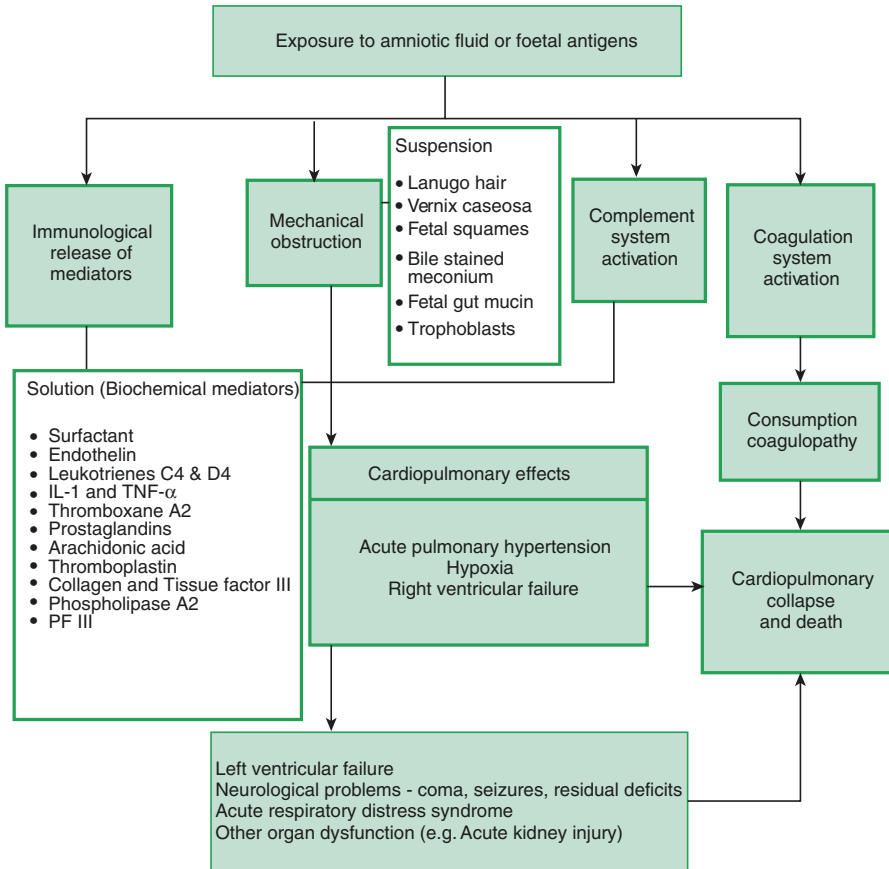 Exposure to amniotic fluid or foetal antigens
Immunological
release of
mediators
Mechanical
obstruction
Suspension
• Lanugo hair
• Vernix caseosa
• Fetal squames
• Bile stained
meconium
• Fetal gut mucin
• Trophoblasts
Complement
system
activation
Coagulation
system
activation
Solution (Biochemical mediators)
• Surfactant
• Endothelin
• Leukotrienes C4 & D4
• IL-1 and TNF-α
• Thromboxane A2
• Prostaglandins
• Arachidonic acid
• Thromboplastin
• Collagen and Tissue factor III
• Phospholipase A2
• PF III
Consumption
coagulopathy
Cardiopulmonary effects
Acute pulmonary hypertension
Hypoxia
Right ventricular failure
Cardiopulmonary
collapse
and death
Left ventricular failure
Neurological problems - coma, seizures, residual deficits
Acute respiratory distress syndrome
Other organ dysfunction (e.g. Acute kidney injury)